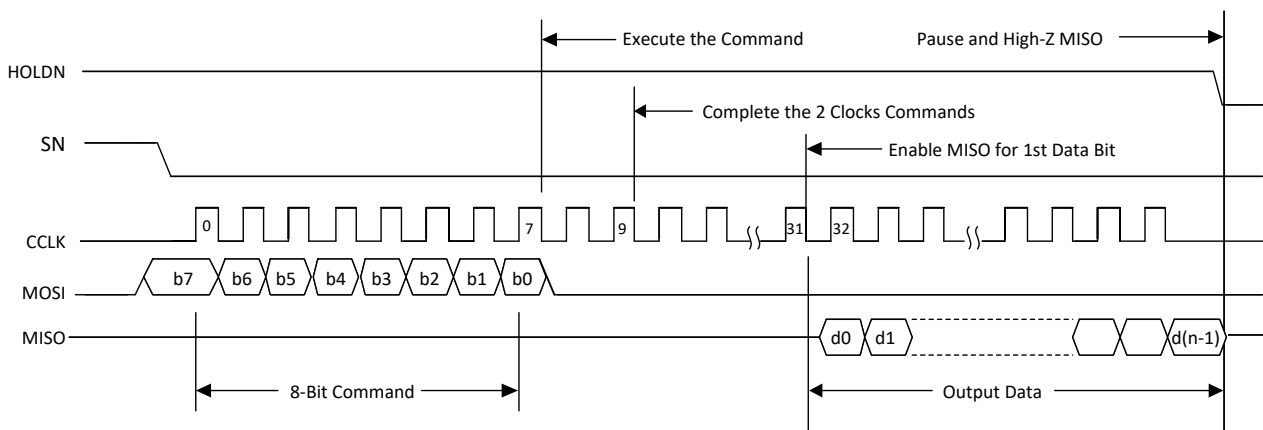 Execute the Command
Pause and High-Z MISO
HOLDN
Complete the 2 Clocks Commands
SN
Enable MISO for 1st Data Bit
CCLK
0
7
9
31
32
MOSI
b7
b6
b5
b4
b3
b2
b1
b0
MISO
d0
d1
d(n-1)
8-Bit Command
Output Data